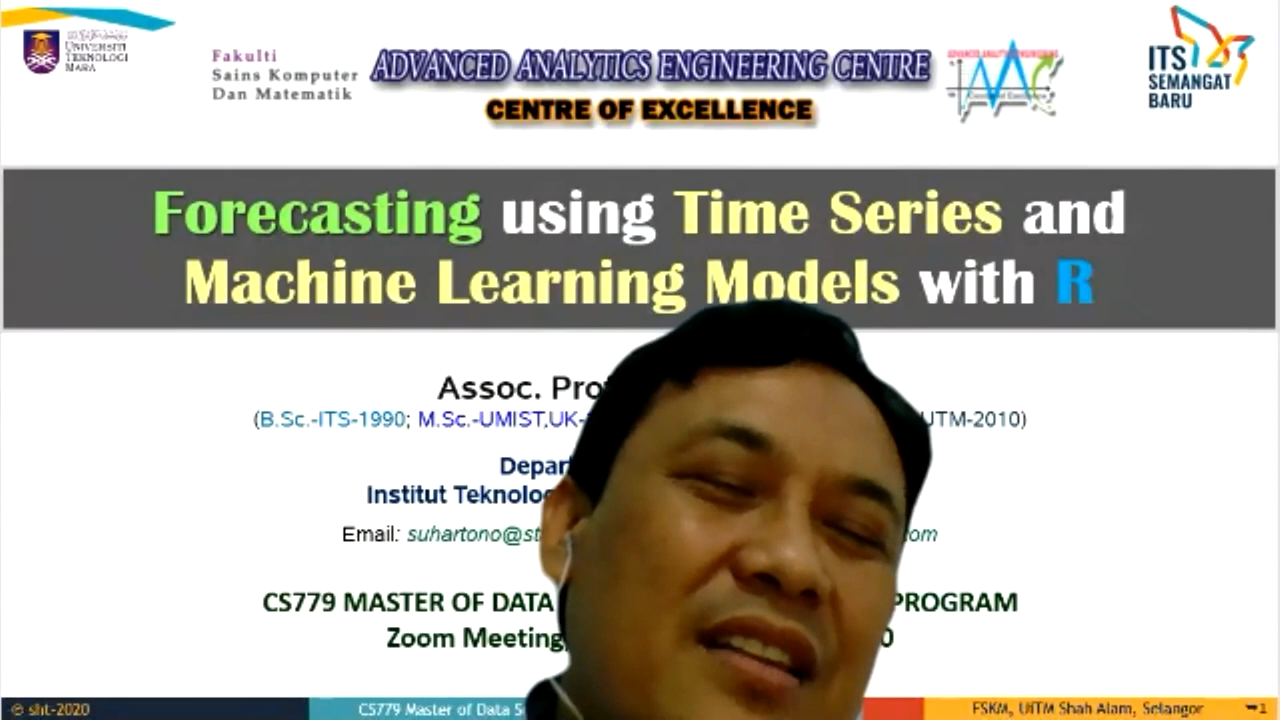 UNIVERSITI
TEKNOLOGI
MARA
Fakulti
Sains Komputer
Dan Matematik
ADVANCED ANALYTICS ENGINEERING CENTRE
CENTRE OF EXCELLENCE
ITS
SEMANGAT
BARU
Forecasting using Time Series and
Machine Learning Models with R
Assoc. Pro
(B.Sc.-ITS-1990; M.Sc.-UMIST,UK- UTM-2010)
Depart
Institut Teknolo
Email: suhartono@st om
CS779 MASTER OF DATA PROGRAM
Zoom Meeting, 0
© sht-2020
CS779 Master of Data S
FSKM, UiTM Shah Alam, Selangor
1